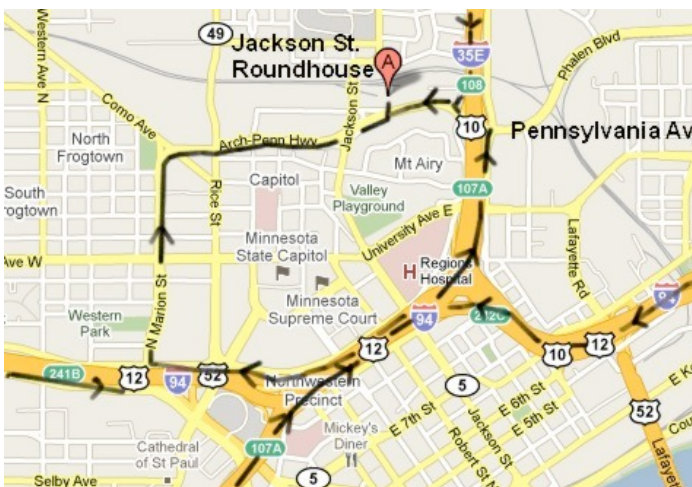 Western Ave N
49
Jackson St.
Roundhouse
A
35E
Phalen Blvd
108
Como Ave
Jackson St
10
Pennsylvania Av
North
Frogtown
Arch-Penn Hwy
Mt Airy
Capitol
107A
South
rogtown
Rice St
Valley
Playground
University Ave E
Minnesota
State Capitol
H
Regions
Hospital
Lafayette Rd
Ave W
N Marion St
Minnesota
Supreme Court
94
94
242C
Western
Park
12
10
12
241B
12
94
52
Northwestern
Precinct
5
E 6th St
E 5th St
E 7th St
Jackson St
Robert St N
52
E K
Cathedral
of St Paul
107A
Mickey's
Diner
Cou
Lafayet
Selby Ave
5